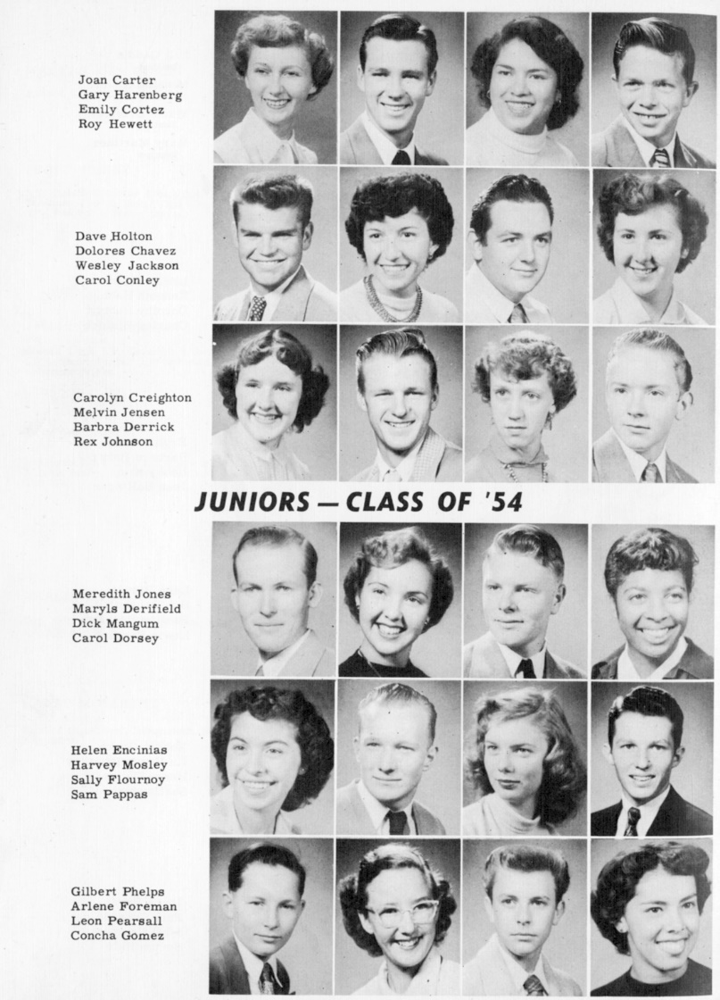 Joan Carter
Gary Harenberg
Emily Cortez
Roy Hewett
Dave Holton
Dolores Chavez
Wesley Jackson
Carol Conley
Carolyn Creighton
Melvin Jensen
Barbra Derrick
Rex Johnson
JUNIORS — CLASS OF '54
Meredith Jones
Maryls Derifield
Dick Mangum
Carol Dorsey
Helen Encinias
Harvey Mosley
Sally Flournoy
Sam Pappas
Gilbert Phelps
Arlene Foreman
Leon Pearsall
Concha Gomez